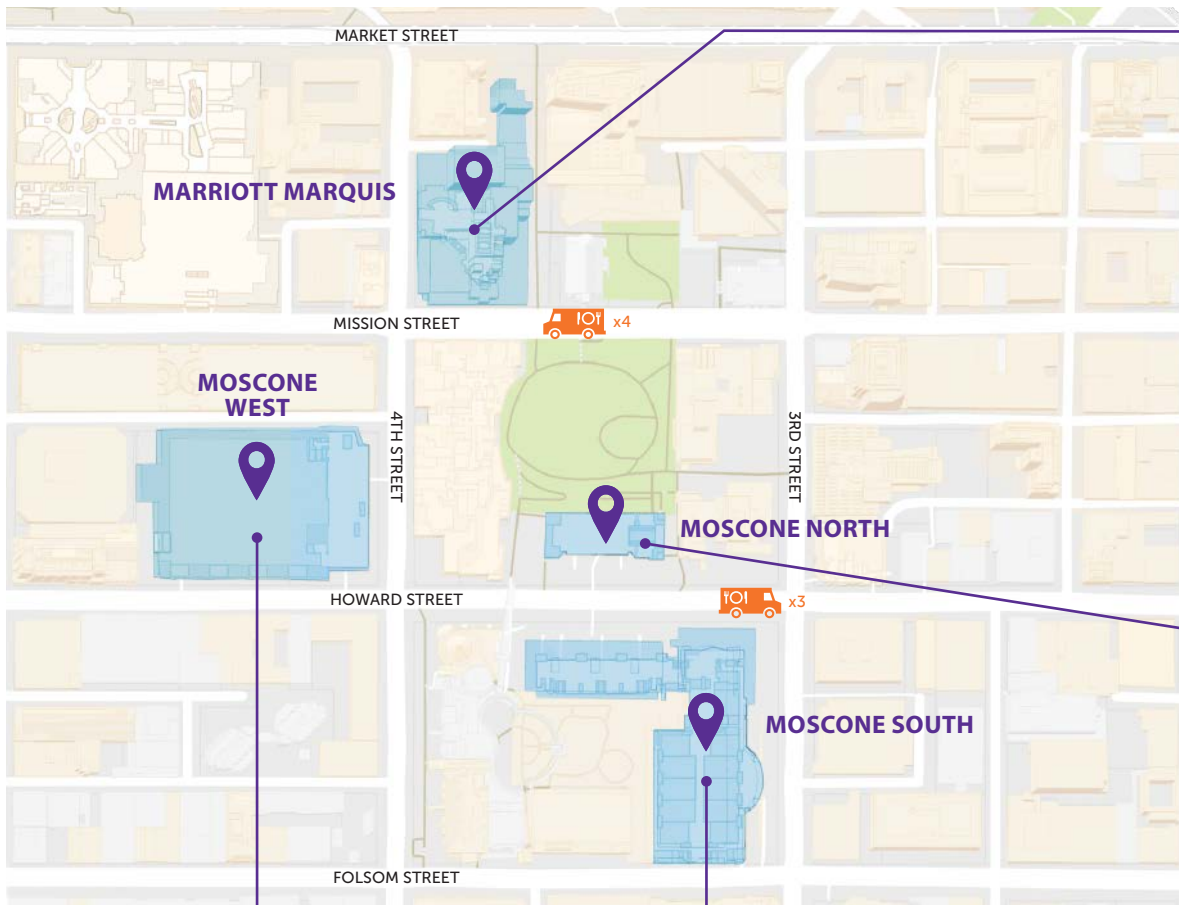 MARKET STREET
MARRIOTT MARQUIS
MISSION STREET
x4
MOSCONE
WEST
4TH STREET
3RD STREET
MOSCONE NORTH
HOWARD STREET
x3
MOSCONE SOUTH
FOLSOM STREET